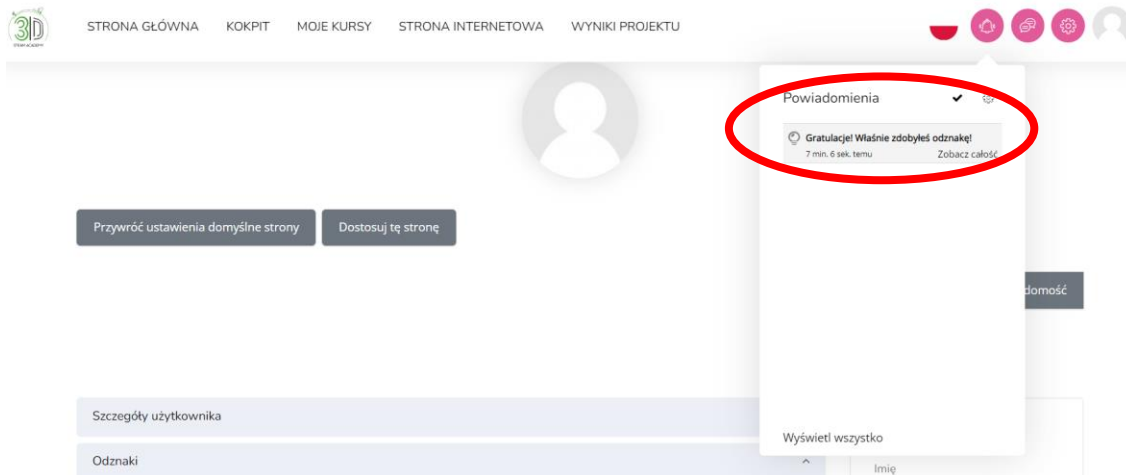 3D
STRONA GŁÓWNA KOKPIT MOJE KURSY STRONA INTERNETOWA WYNIKI PROJEKTU
Powiadomienia
Gratulacje! Właśnie zdobyłeś odznakę!
7 min. 6 sek. temu Zobacz całość
Przywróć ustawienia domyślne strony Dostosuj tę stronę
domość
Szczegóły użytkownika
Wyświetl wszystko
Odznaki
Imię